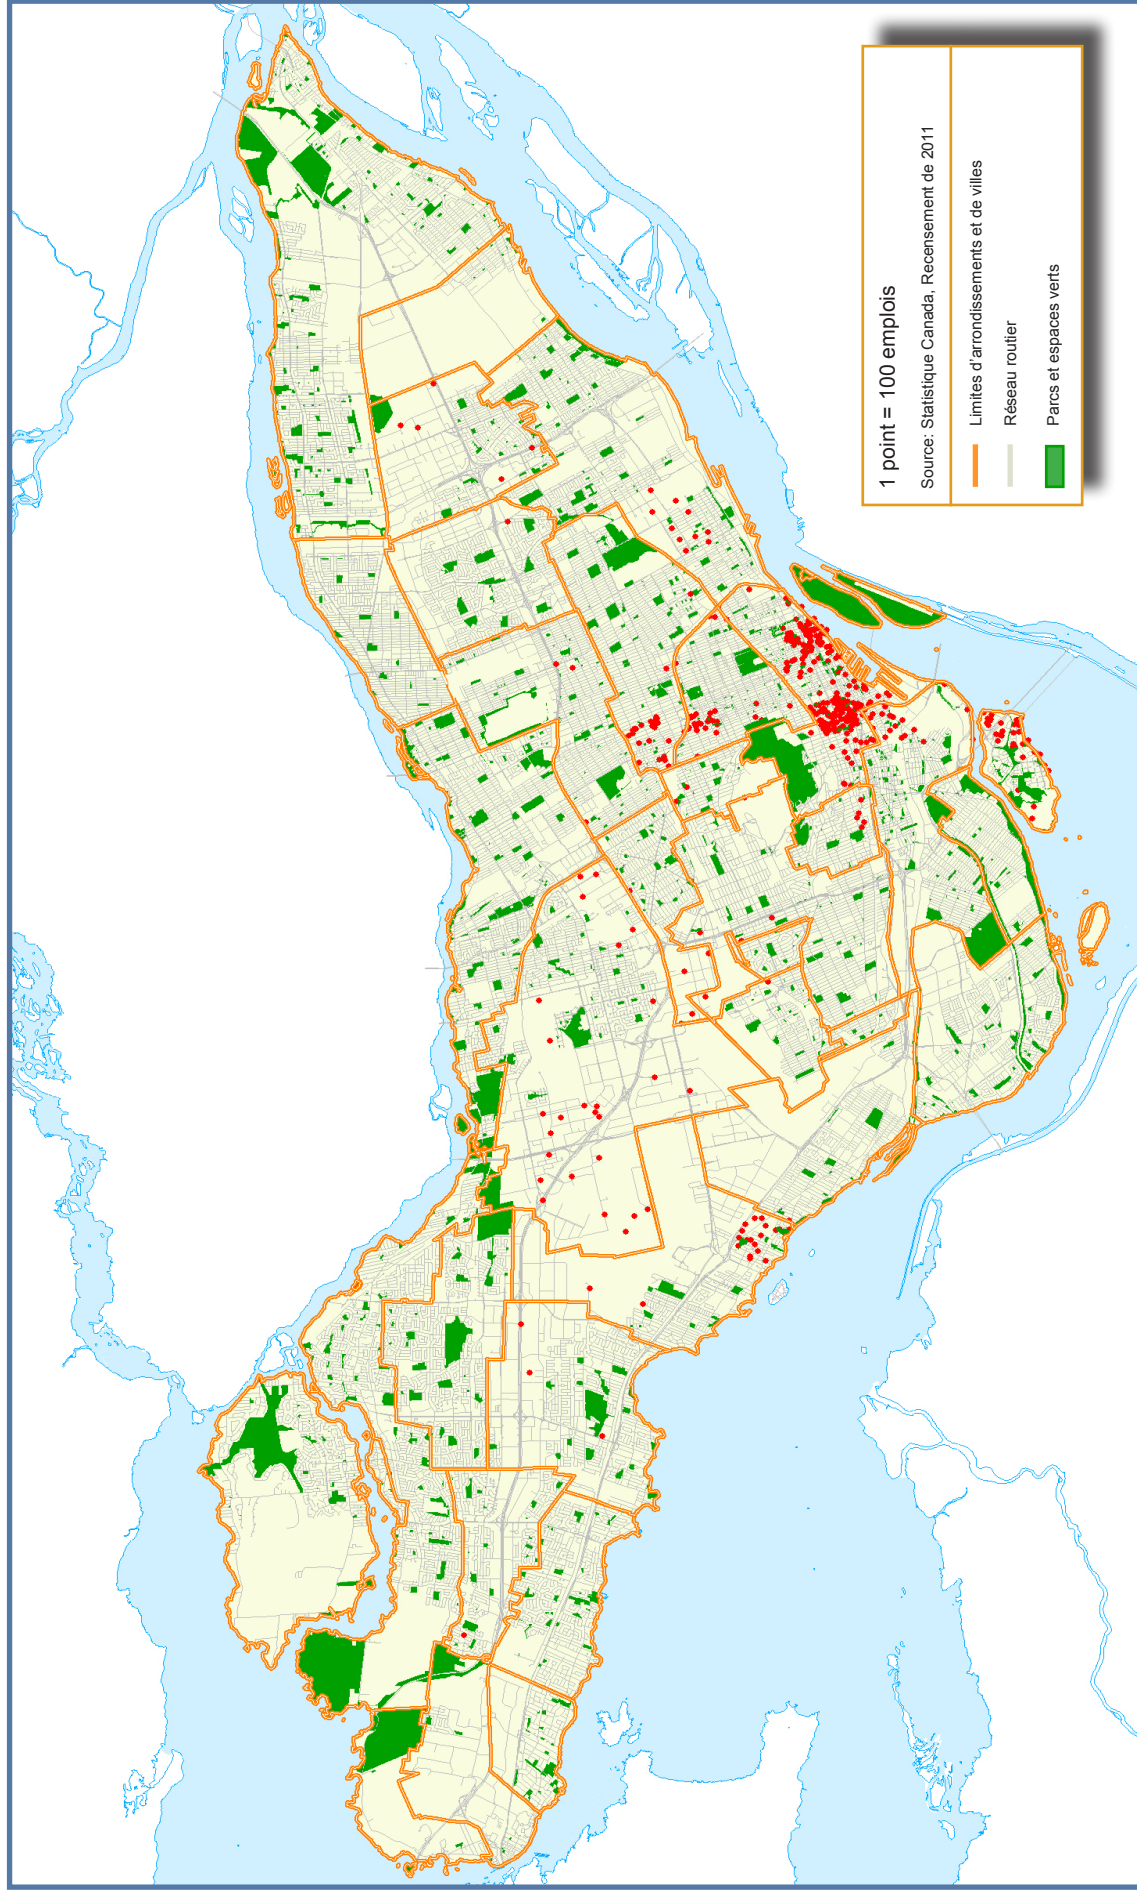 1 point = 100 emplois
Source: Statistique Canada, Recensement de 2011
Limites d'arrondissements et de villes
Réseau routier
Parcs et espaces verts